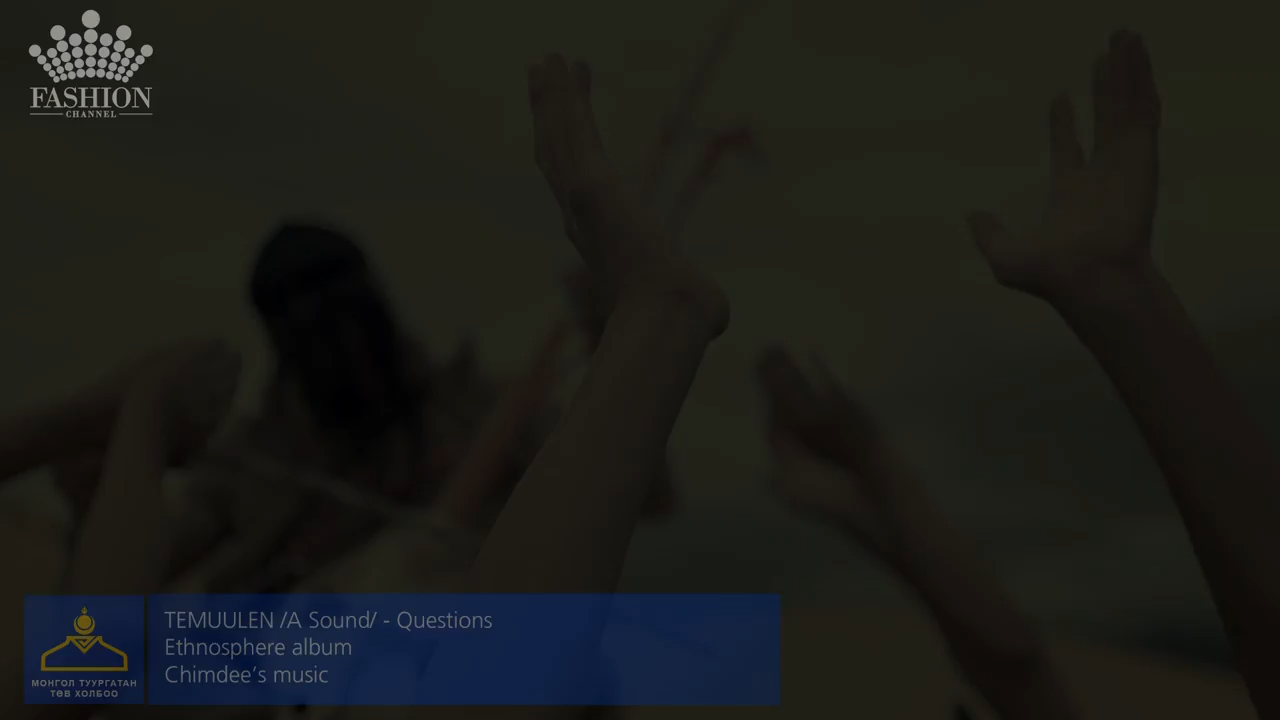 FASHION
CHANNEL
TEMUULEN /A Sound/ - Questions
Ethnosphere album
Chimdee's music
МОНГОЛ ТУУРГАТАН
ТӨВ ХОЛБОО